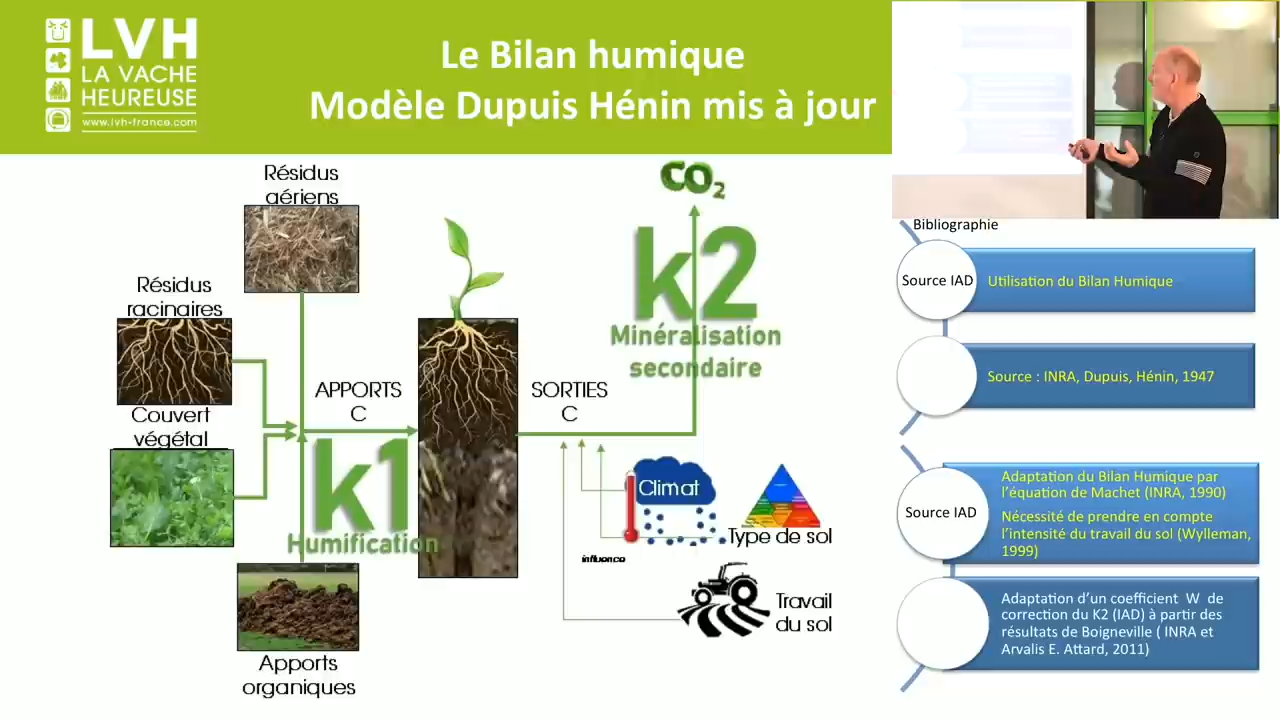 LVH
LA VACHE
HEUREUSE
www.lvh-france.com
Le Bilan humique
Modèle Dupuis Hénin mis à jour
Résidus
aériens
Résidus
racinaires
Couvert
végétal
Apports
organiques
APPORTS
C
k1
Humification
SORTIES
C
CO₂
k2
Minéralisation
secondaire
Climat
Type de sol
influence
Travail
du sol
Bibliographie
Source IAD
Utilisation du Bilan Humique
Source : INRA, Dupuis, Hénin, 1947
Source IAD
Adaptation du Bilan Humique par
l'équation de Machet (INRA, 1990)
Nécessité de prendre en compte
l'intensité du travail du sol (Wylleman,
1999)
Adaptation d'un coefficient W de
correction du K2 (IAD) à partir des
résultats de Boigneville ( INRA et
Arvalis E. Attard, 2011)